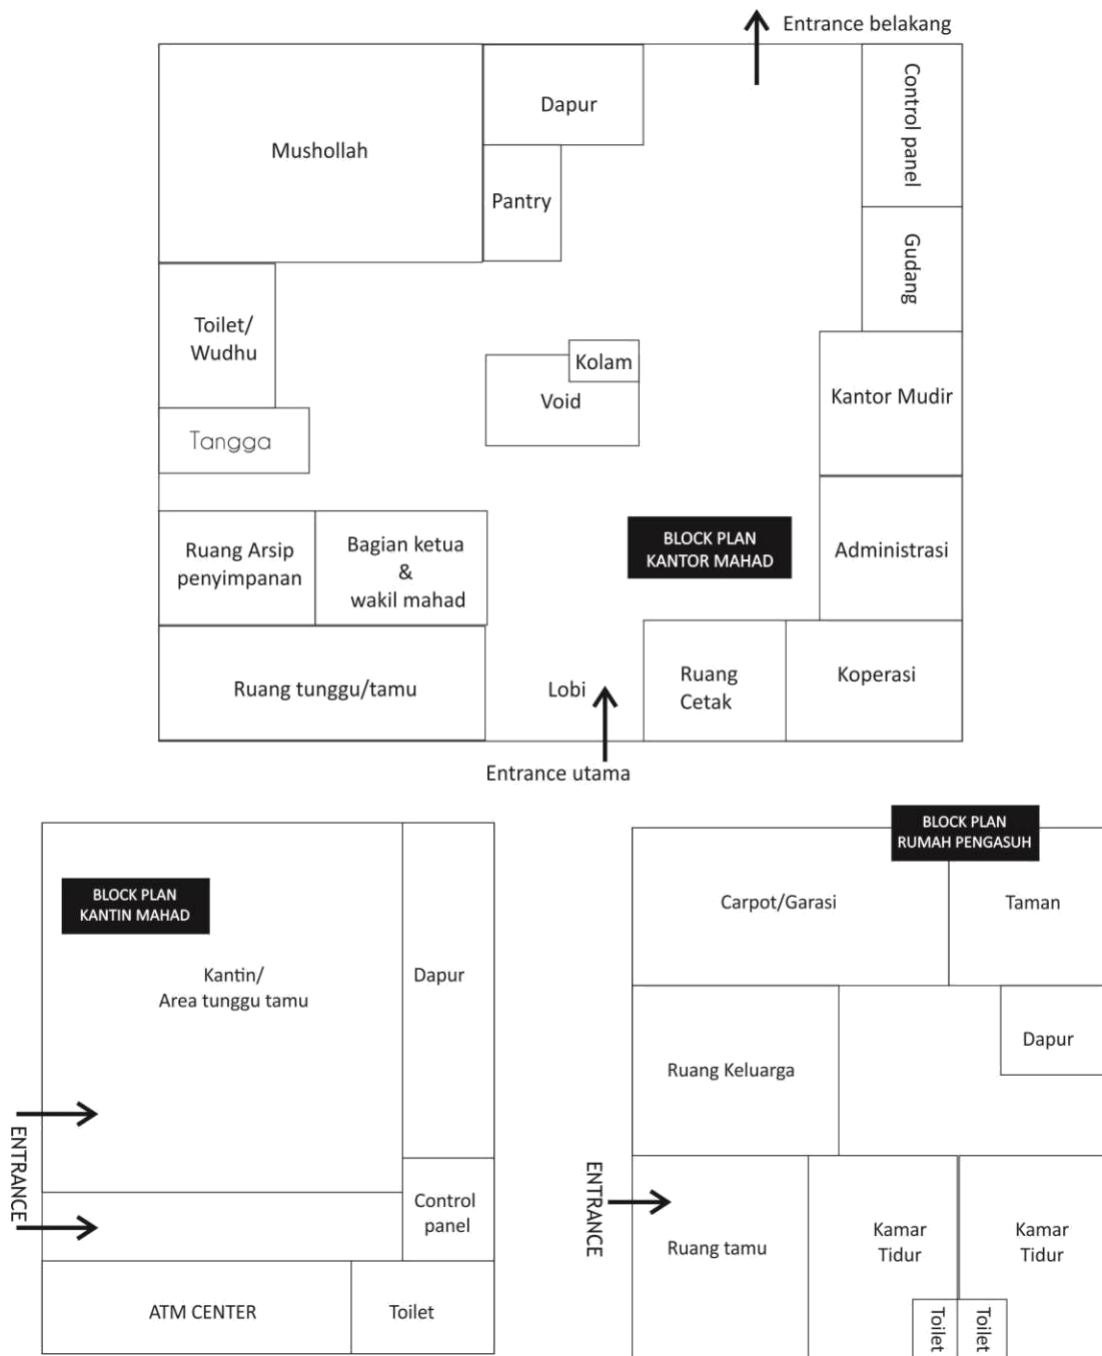 Entrance belakang
Mushollah
Dapur
Control panel
Pantry
Gudang
Toilet/
Wudhu
Kolam
Void
Kantor Mudir
Tangga
BLOCK PLAN
KANTOR MAHAD
Ruang Arsip
penyimpanan
Bagian ketua
&
wakil mahad
Administrasi
Ruang tunggu/tamu
Lobi
Ruang
Cetak
Koperasi
Entrance utama
BLOCK PLAN
KANTIN MAHAD
Kantin/
Area tunggu tamu
Dapur
ENTRANCE
Control
panel
ATM CENTER
Toilet
BLOCK PLAN
RUMAH PENGASUH
Carpot/Garasi
Taman
Dapur
Ruang Keluarga
ENTRANCE
Ruang tamu
Kamar
Tidur
Kamar
Tidur
Toilet
Toilet